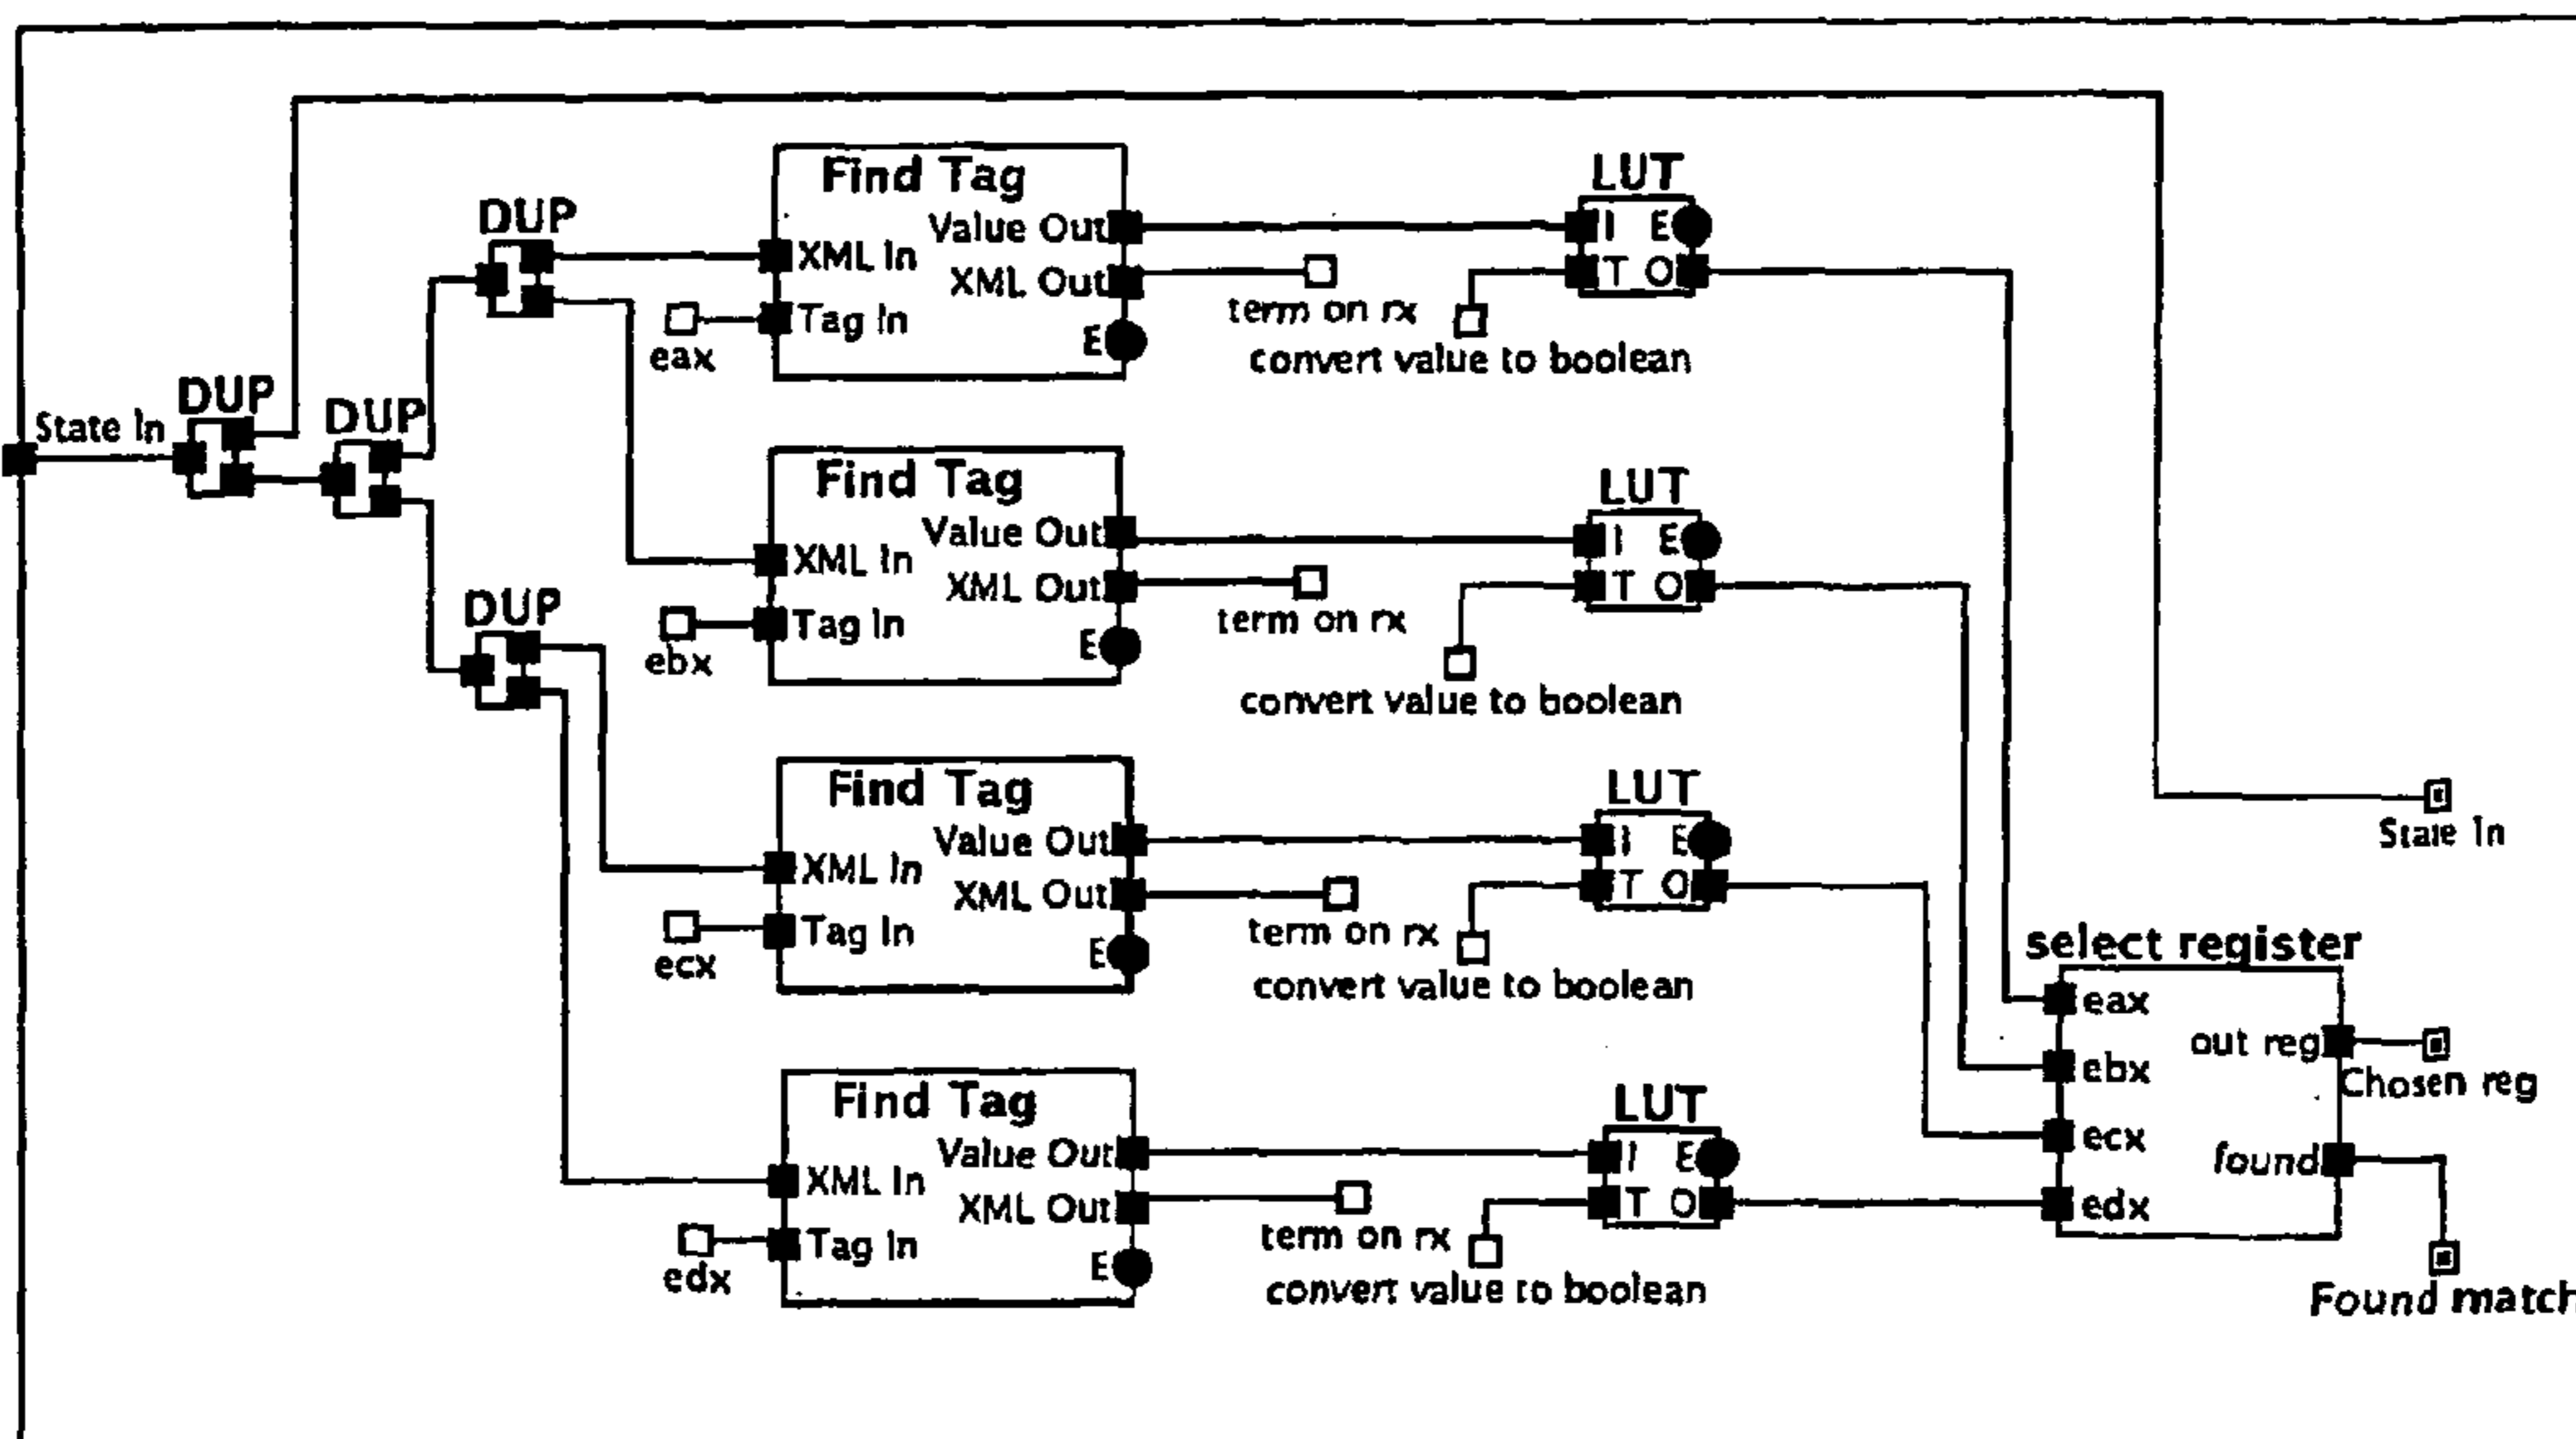 State In
DUP
DUP
DUP
DUP
Find Tag
Value Out
XML In
XML Out
Tag In
E
eax
term on rx
LUT
I E
T O
convert value to boolean
Find Tag
Value Out
XML In
XML Out
Tag In
E
ebx
term on rx
LUT
I E
T O
convert value to boolean
Find Tag
Value Out
XML In
XML Out
Tag In
E
ecx
term on rx
LUT
I E
T O
convert value to boolean
Find Tag
Value Out
XML In
XML Out
Tag In
E
edx
term on rx
LUT
I E
T O
convert value to boolean
State In
select register
eax
out reg
ebx
Chosen reg
ecx
found
edx
Found match